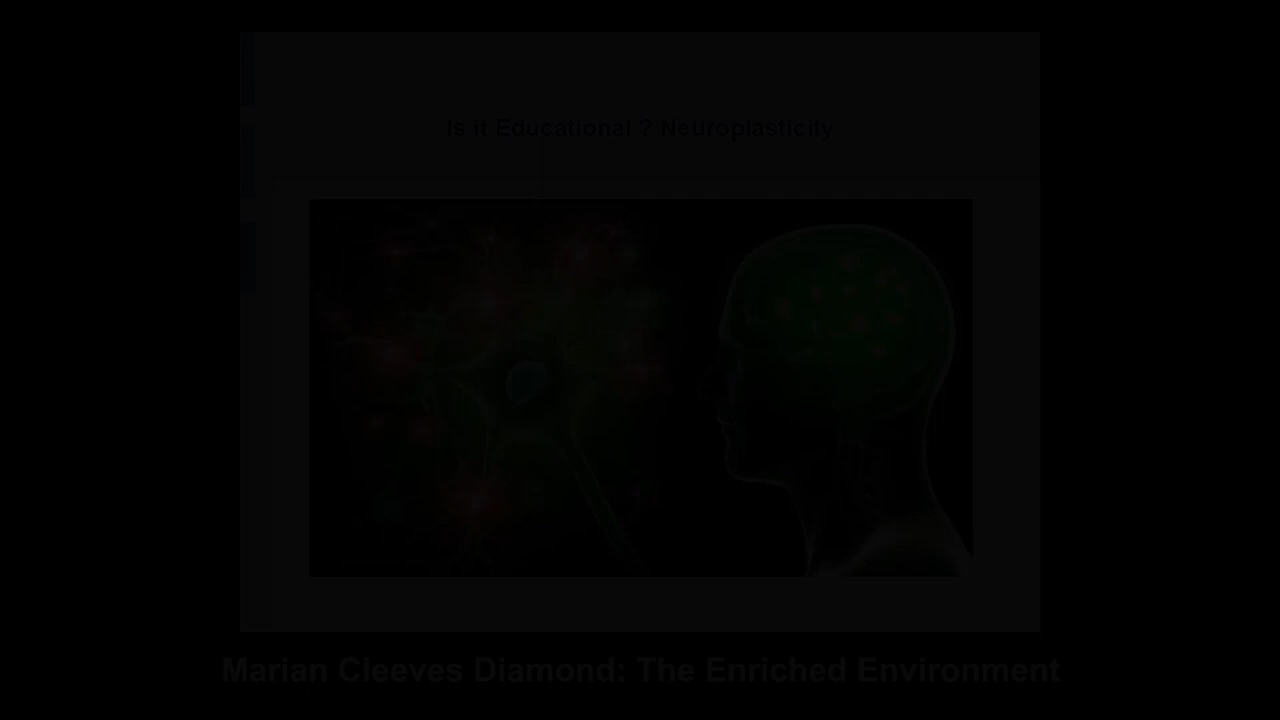 Is it Educational ? Neuroplasticity
Marian Cleeves Diamond: The Enriched Environment